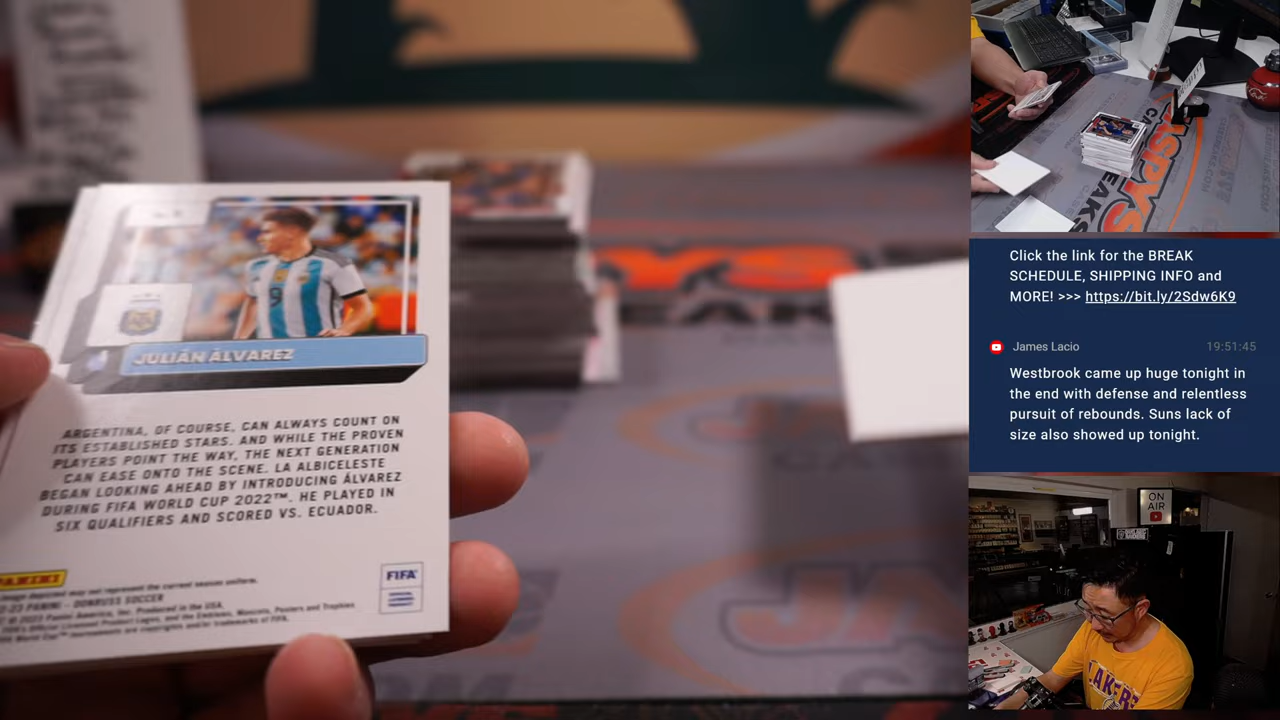 JULIÁN ÁLVAREZ
ARGENTINA, OF COURSE, CAN ALWAYS COUNT ON
ITS ESTABLISHED STARS. AND WHILE THE PROVEN
PLAYERS POINT THE WAY, THE NEXT GENERATION
CAN EASE ONTO THE SCENE. LA ALBICELESTE
BEGAN LOOKING AHEAD BY INTRODUCING ÁLVAREZ
DURING FIFA WORLD CUP 2022™. HE PLAYED IN
SIX QUALIFIERS AND SCORED VS. ECUADOR.
PANINI
FIFA
9
Click the link for the BREAK
SCHEDULE, SHIPPING INFO and
MORE! >>> https://bit.ly/2Sdw6K9
James Lacio 19:51:45
Westbrook came up huge tonight in
the end with defense and relentless
pursuit of rebounds. Suns lack of
size also showed up tonight.
ON
AIR
LAKERS